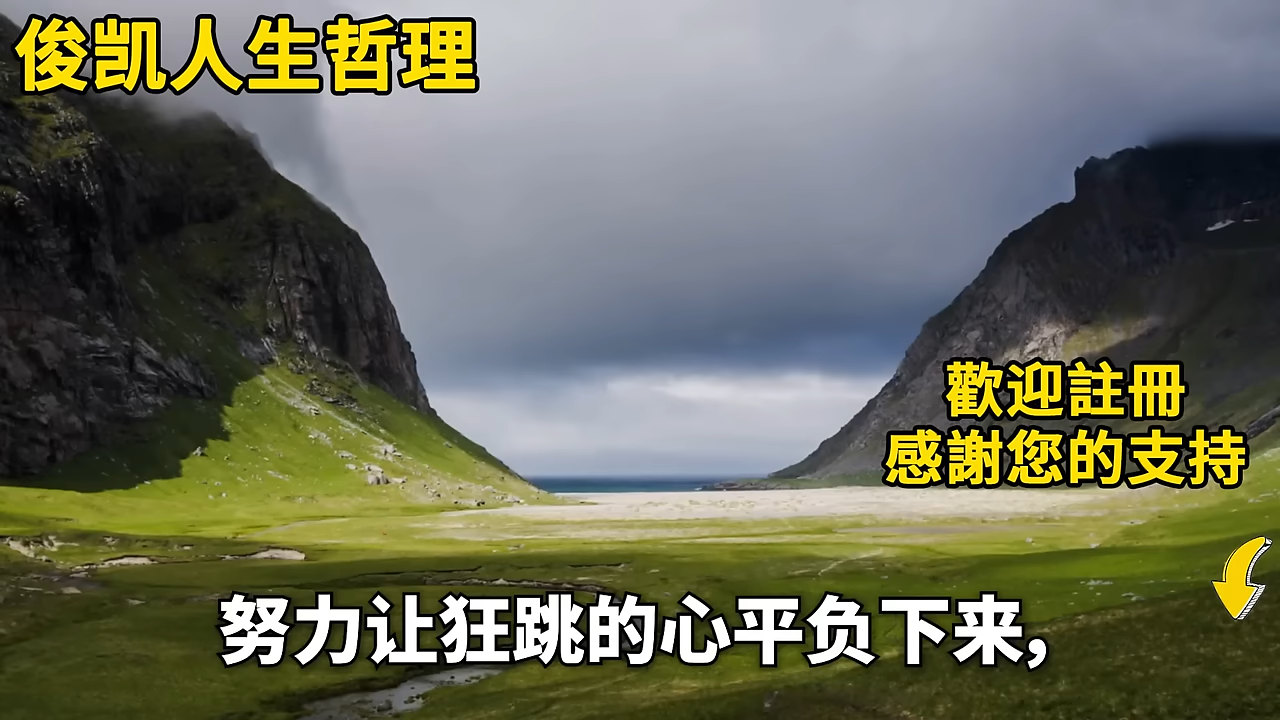 俊凯人生哲理
歡迎註冊
感謝您的支持
努力让狂跳的心平负下来,